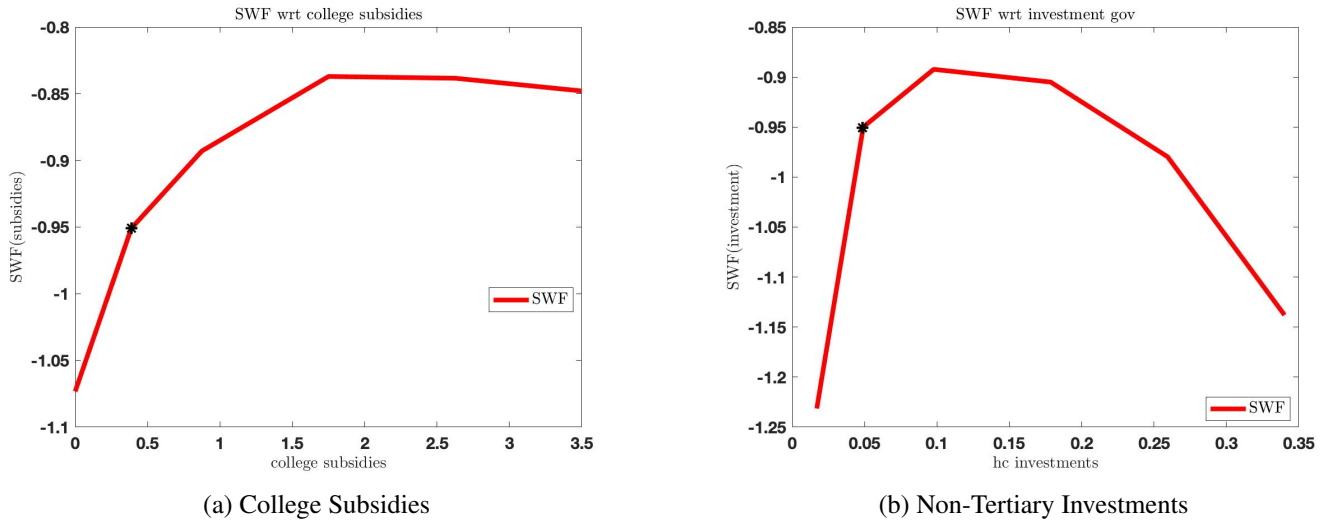 SWF wrt college subsidies
-0.8
-0.85
-0.9
-0.95
-1
-1.05
-1.1
SWF(subsidies)
SWF
0 0.5 1 1.5 2 2.5 3 3.5
college subsidies
(a) College Subsidies
SWF wrt investment gov
-0.85
-0.9
-0.95
-1
-1.05
-1.1
-1.15
-1.2
-1.25
SWF(investment)
SWF
0 0.05 0.1 0.15 0.2 0.25 0.3 0.35
hc investments
(b) Non-Tertiary Investments